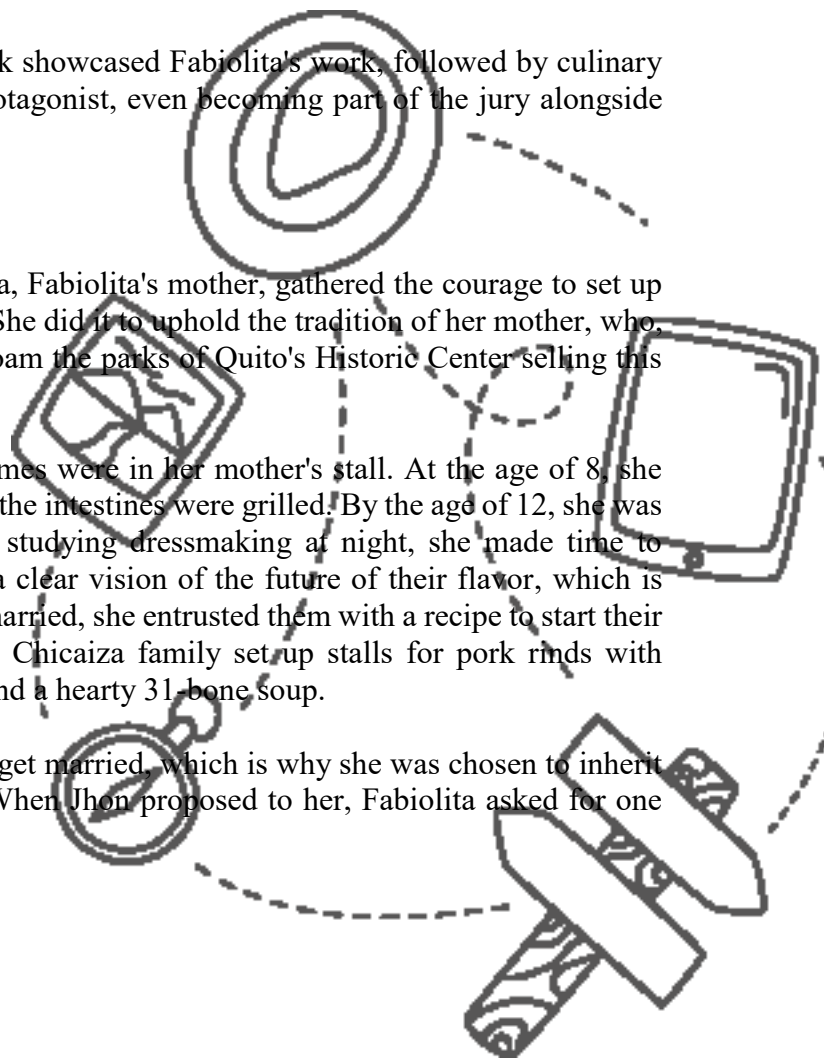 k showcased Fabiolita's work, followed by culinary
otagonist, even becoming part of the jury alongside
a, Fabiolita's mother, gathered the courage to set up
She did it to uphold the tradition of her mother, who,
oam the parks of Quito's Historic Center selling this
mes were in her mother's stall. At the age of 8, she
the intestines were grilled. By the age of 12, she was
studying dressmaking at night, she made time to
a clear vision of the future of their flavor, which is
arried, she entrusted them with a recipe to start their
Chicaiza family set up stalls for pork rinds with
nd a hearty 31-bone soup.
get married, which is why she was chosen to inherit
When Jhon proposed to her, Fabiolita asked for one